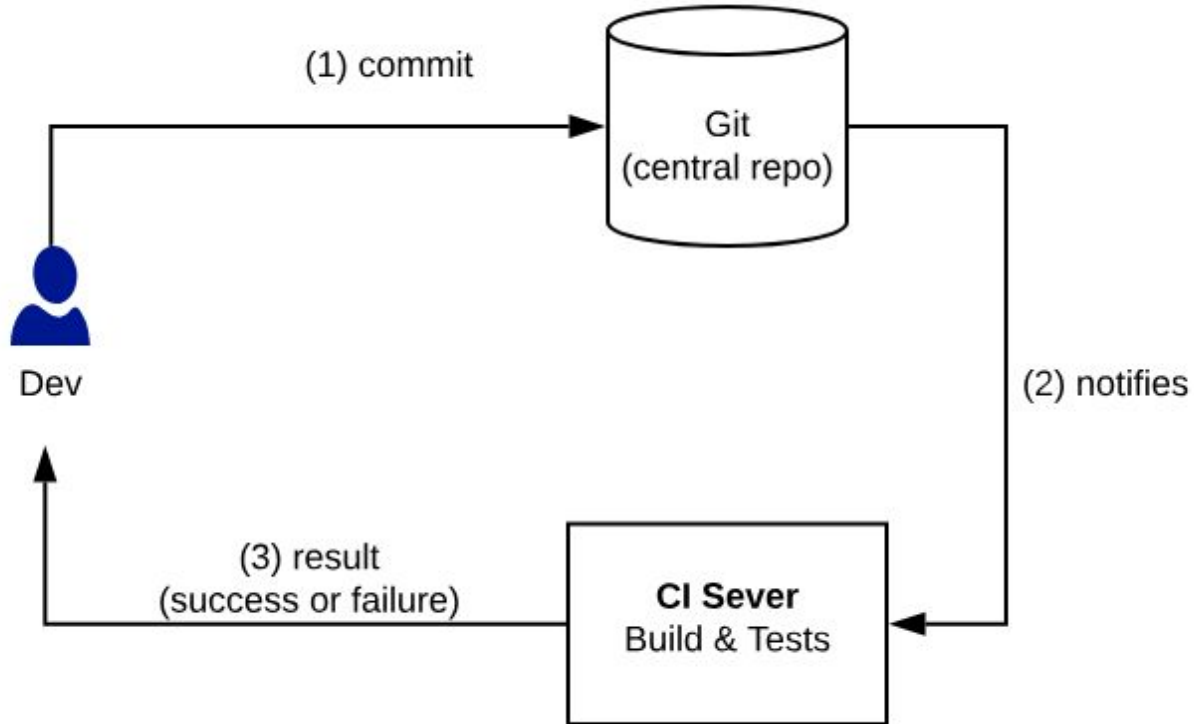 (1) commit
Git
(central repo)
Dev
(2) notifies
(3) result
(success or failure)
CI Sever
Build & Tests